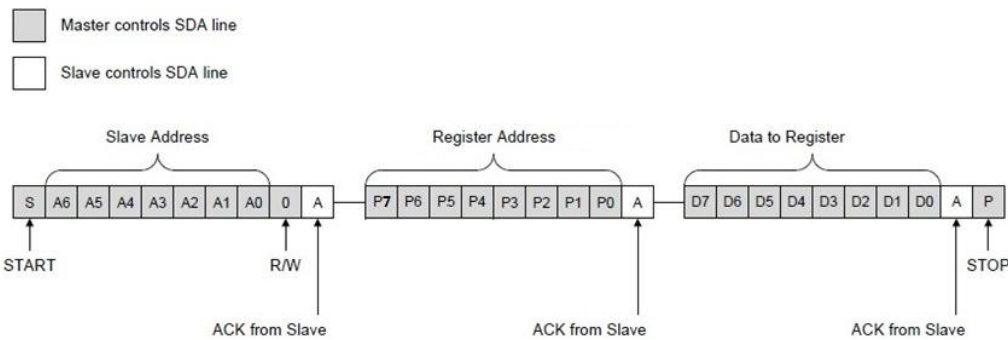 Master controls SDA line
Slave controls SDA line
Slave Address Register Address Data to Register
S A6 A5 A4 A3 A2 A1 A0 0 A P7 P6 P5 P4 P3 P2 P1 P0 A D7 D6 D5 D4 D3 D2 D1 D0 A P
START R/W STOP
ACK from Slave ACK from Slave ACK from Slave